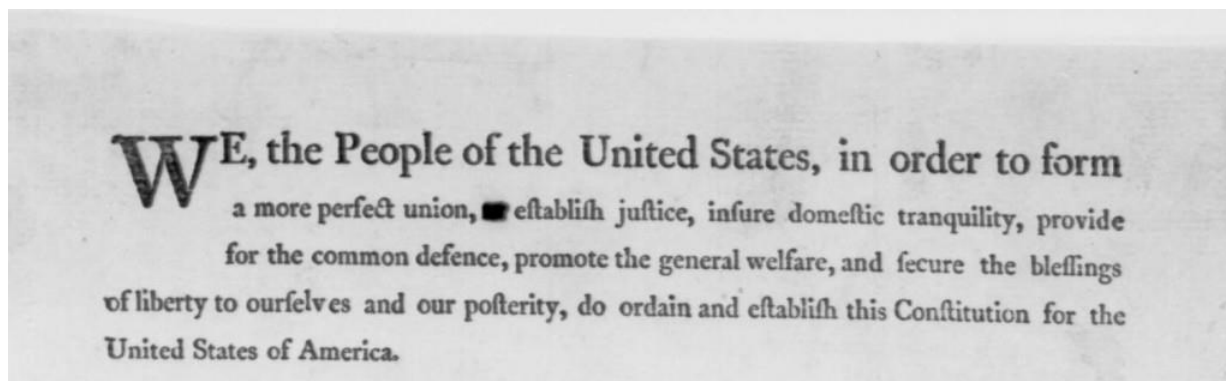 WE, the People of the United States, in order to form
a more perfect union, eſtabliſh juſtice, inſure domeſtic tranquility, provide
for the common defence, promote the general welfare, and ſecure the bleſſings
of liberty to ourſelves and our poſterity, do ordain and eſtabliſh this Conſtitution for the
United States of America.